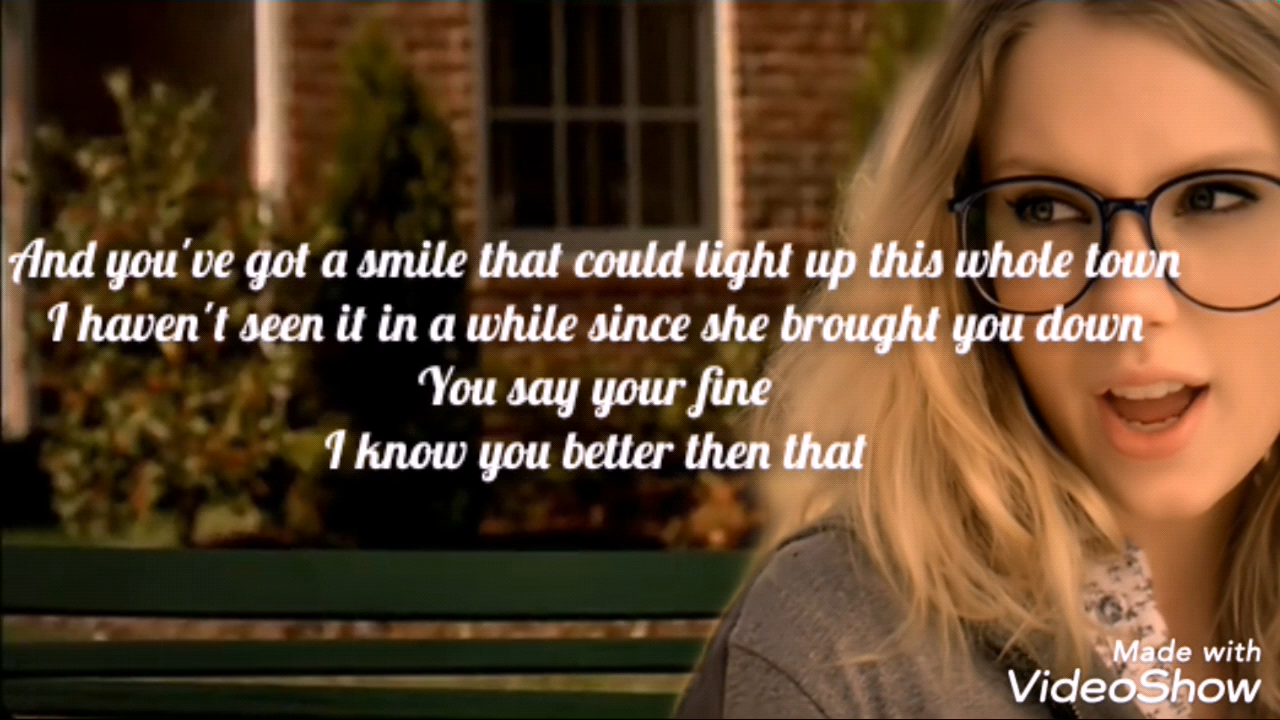 And you've got a smile that could light up this whole town
I haven't seen it in a while since she brought you down
You say your fine
I know you better then that
Made with
VideoShow